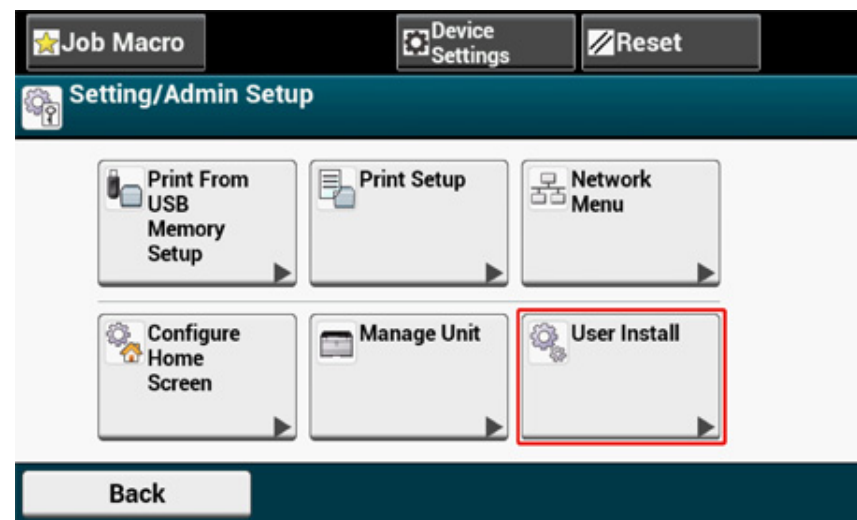 Job Macro
Device
Settings
Reset
Setting/Admin Setup
Print From
USB
Memory
Setup
Print Setup
Network
Menu
Configure
Home
Screen
Manage Unit
User Install
Back